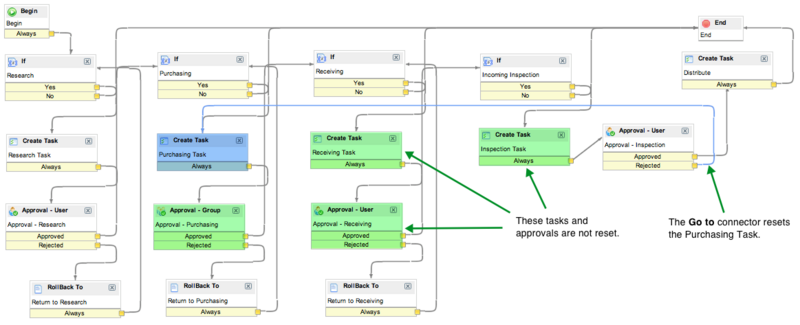 Begin
Begin
Always
End
End
If
Research
Yes
No
If
Purchasing
Yes
No
If
Receiving
Yes
No
If
Incoming Inspection
Yes
No
Create Task
Distribute
Always
Create Task
Research Task
Always
Create Task
Purchasing Task
Always
Create Task
Receiving Task
Always
Create Task
Inspection Task
Always
Approval - User
Approval - Inspection
Approved
Rejected
Approval - User
Approval - Research
Approved
Rejected
Approval - Group
Approval - Purchasing
Approved
Rejected
Approval - User
Approval - Receiving
Approved
Rejected
These tasks and
approvals are not reset.
The Go to connector resets
the Purchasing Task.
RollBack To
Return to Research
Always
RollBack To
Return to Purchasing
Always
RollBack To
Return to Receiving
Always